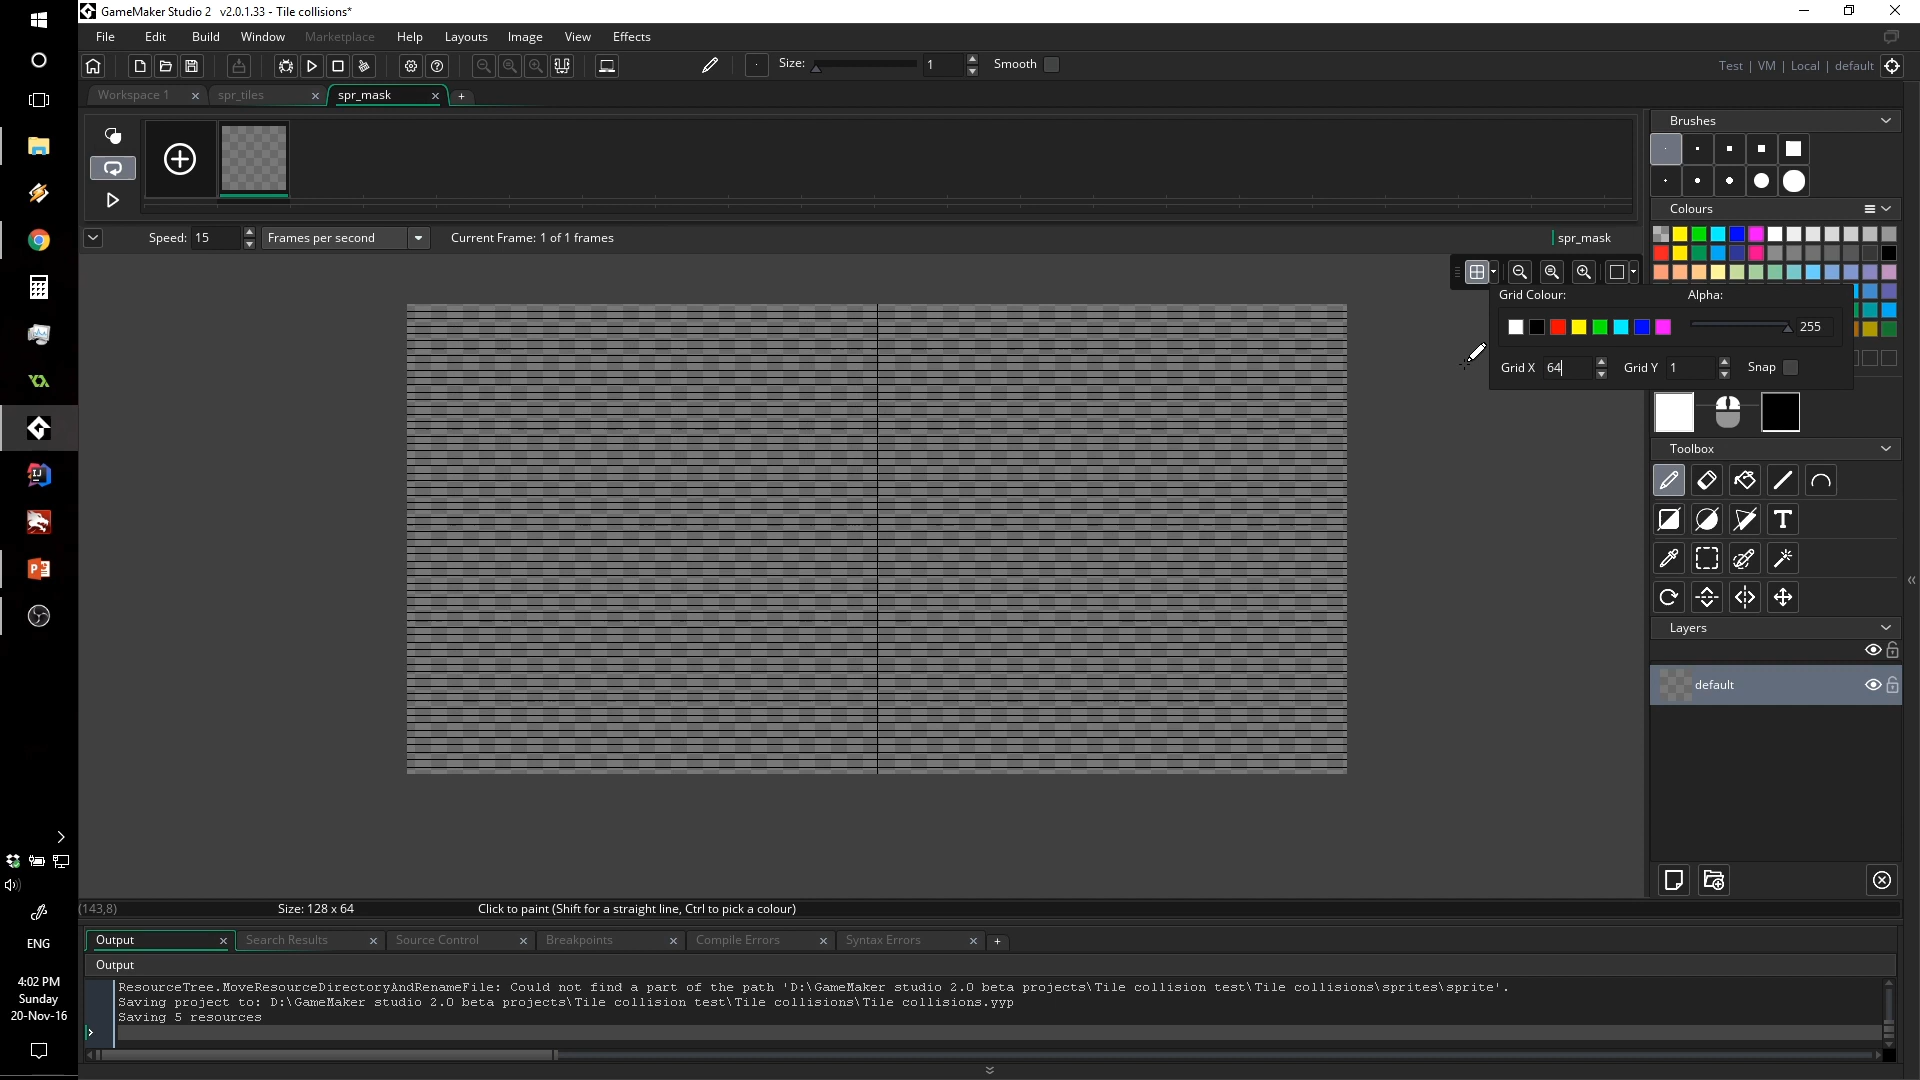 GameMaker Studio 2 v2.0.1.33 - Tile collisions*
File Edit Build Window Marketplace Help Layouts Image View Effects
Size: 1 Smooth
Test | VM | Local | default
Workspace 1 spr_tiles spr_mask
Brushes
Colours
Speed: 15 Frames per second Current Frame: 1 of 1 frames spr_mask
Grid Colour: Alpha:
255
Grid X 64 Grid Y 1 Snap
Toolbox
T
Layers
default
(143,8) Size: 128 x 64 Click to paint (Shift for a straight line, Ctrl to pick a colour)
Output Search Results Source Control Breakpoints Compile Errors Syntax Errors
Output
ResourceTree.MoveResourceDirectoryAndRenameFile: Could not find a part of the path 'D:\GameMaker studio 2.0 beta projects\Tile collision test\Tile collisions\sprites\sprite'.
Saving project to: D:\GameMaker studio 2.0 beta projects\Tile collision test\Tile collisions\Tile collisions.yyp
Saving 5 resources
ENG
4:02 PM
Sunday
20-Nov-16